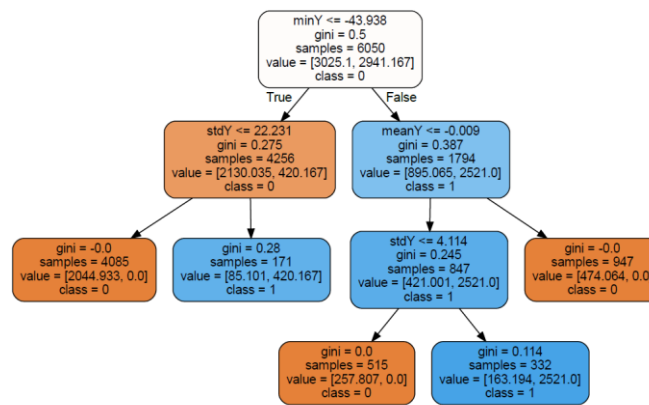 minY <= -43.938
gini = 0.5
samples = 6050
value = [3025.1, 2941.167]
class = 0
True
False
stdY <= 22.231
gini = 0.275
samples = 4256
value = [2130.035, 420.167]
class = 0
meanY <= -0.009
gini = 0.387
samples = 1794
value = [895.065, 2521.0]
class = 1
gini = -0.0
samples = 4085
value = [2044.933, 0.0]
class = 0
gini = 0.28
samples = 171
value = [85.101, 420.167]
class = 1
stdY <= 4.114
gini = 0.245
samples = 847
value = [421.001, 2521.0]
class = 1
gini = -0.0
samples = 947
value = [474.064, 0.0]
class = 0
gini = 0.0
samples = 515
value = [257.807, 0.0]
class = 0
gini = 0.114
samples = 332
value = [163.194, 2521.0]
class = 1